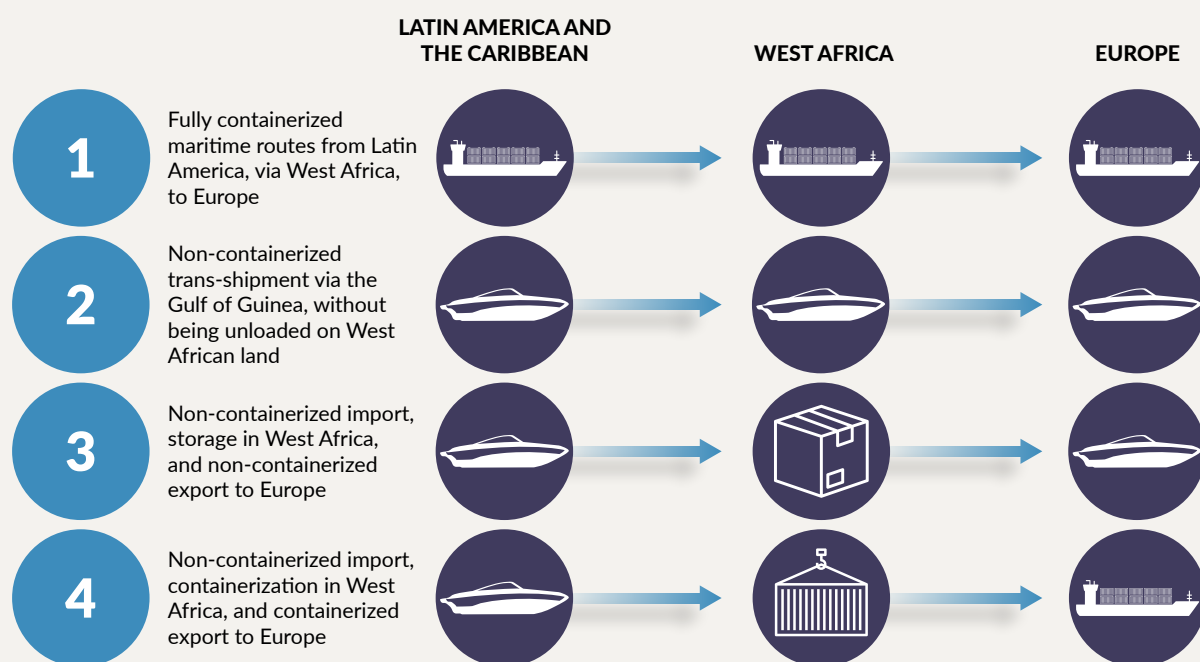 LATIN AMERICA AND
THE CARIBBEAN
WEST AFRICA
EUROPE
1
Fully containerized
maritime routes from Latin
America, via West Africa,
to Europe
2
Non-containerized
trans-shipment via the
Gulf of Guinea, without
being unloaded on West
African land
3
Non-containerized import,
storage in West Africa,
and non-containerized
export to Europe
4
Non-containerized import,
containerization in West
Africa, and containerized
export to Europe